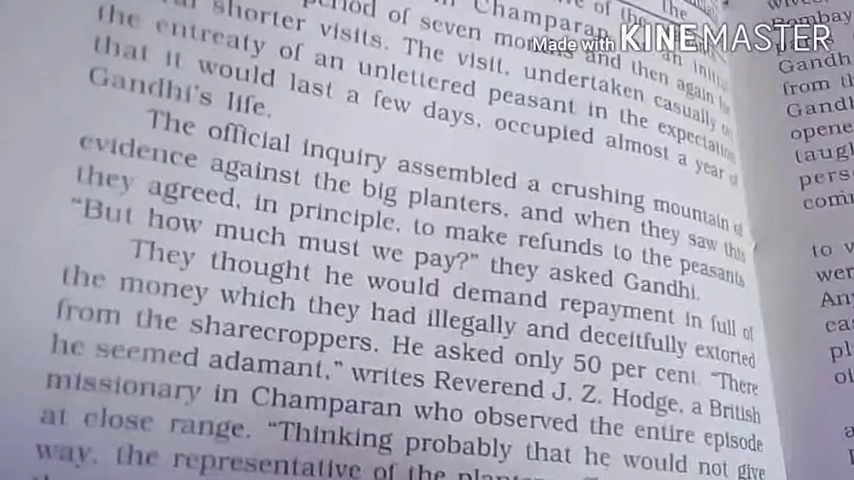 the
shorter visits. The visit, undertaken casually
period of seven months and then again
the entreaty of an unlettered peasant in the expectation
that it would last a few days, occupied almost a year of
Gandhi's life.
The official inquiry assembled a crushing mountain of
evidence against the big planters, and when they saw this
they agreed, in principle, to make refunds to the peasants
"But how much must we pay?" they asked Gandhi.
They thought he would demand repayment in full of
the money which they had illegally and deceitfully extorted
from the sharecroppers. He asked only 50 per cent. "There
he seemed adamant," writes Reverend J. Z. Hodge, a British
missionary in Champaran who observed the entire episode
at close range. "Thinking probably that he would not give
way, the representative of the
Made with KINEMASTER
Bombay
Gandh
from th
Gandh
opene
laugh
pers
com
to v
wer
An
ca
pl